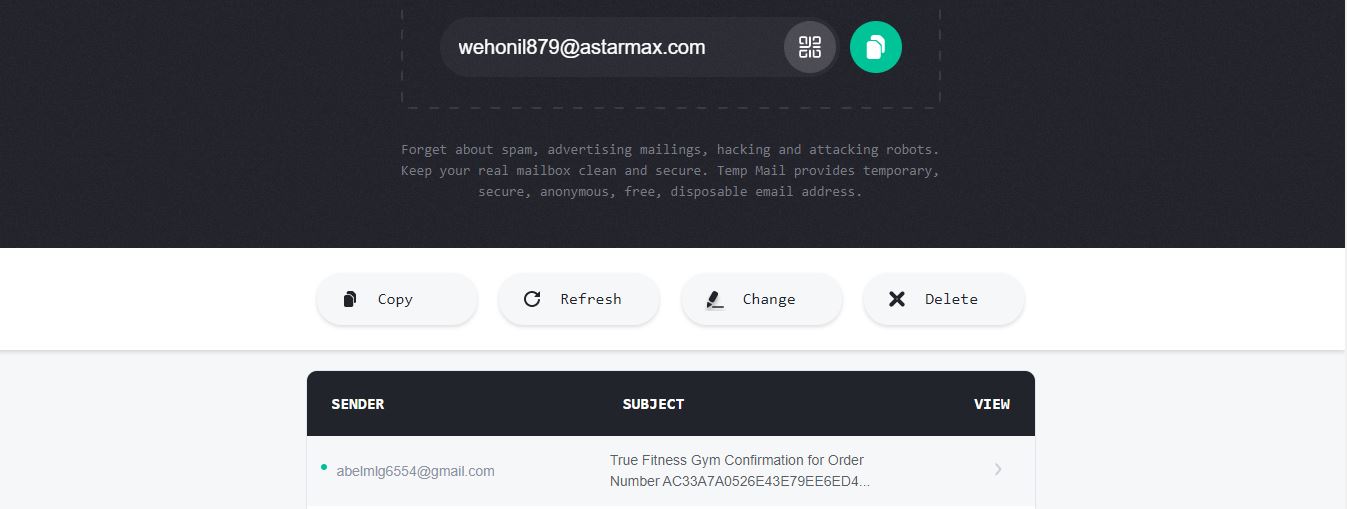 wehonil879@astarmax.com
Forget about spam, advertising mailings, hacking and attacking robots.
Keep your real mailbox clean and secure. Temp Mail provides temporary,
secure, anonymous, free, disposable email address.
Copy
Refresh
Change
Delete
SENDER
SUBJECT
VIEW
abelmlg6554@gmail.com
True Fitness Gym Confirmation for Order
Number AC33A7A0526E43E79EE6ED4...